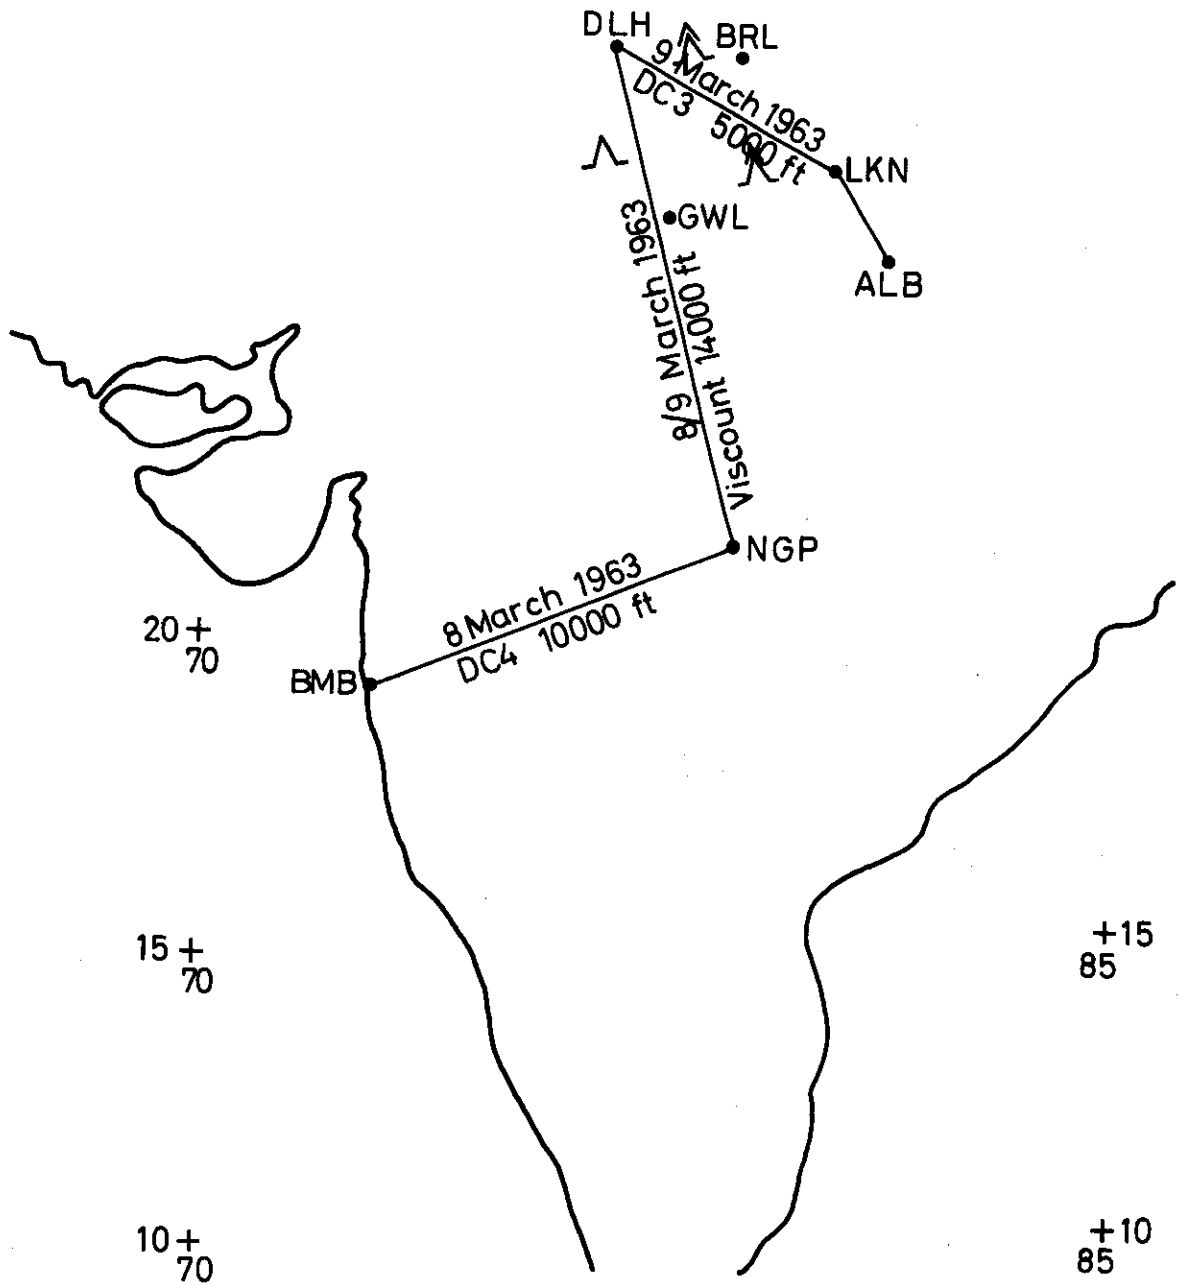 DLH
BRL
9 March 1963
DC3 5000 ft
LKN
GWL
ALB
8/9 March 1963
Viscount 14000 ft
NGP
8 March 1963
DC4 10000 ft
20
70
BMB
15
70
15
85
10
70
10
85